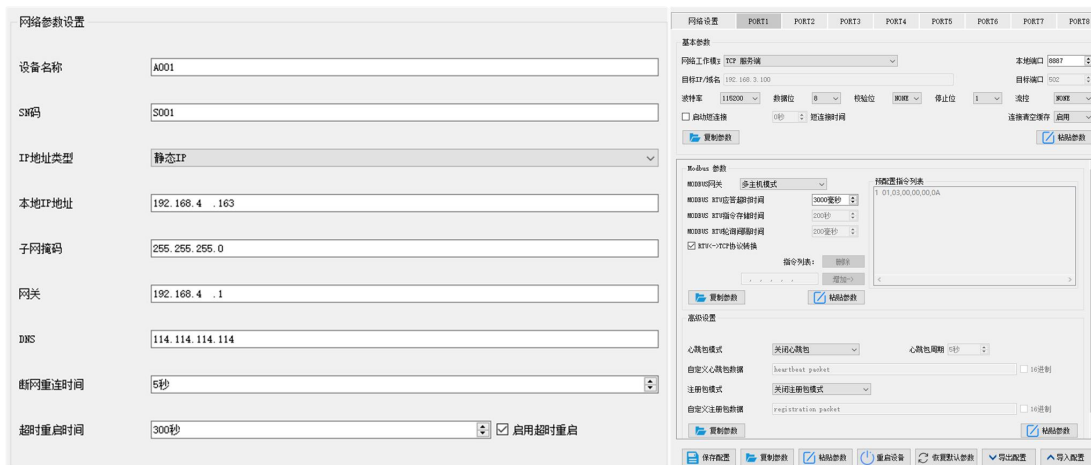 网络参数设置
设备名称 A001
SN码 S001
IP地址类型 静态IP
本地IP地址 192.168.4 .163
子网掩码 255.255.255.0
网关 192.168.4 .1
DNS 114.114.114.114
断网重连时间 5秒
超时重启时间 300秒 启用超时重启
网络设置 PORT1 PORT2 PORT3 PORT4 PORT5 PORT6 PORT7 PORT8
基本参数
网络工作模式 TCP 服务端 本地端口 8887
目标IP/域名 192.168.3.100 目标端口 502
波特率 115200 数据位 8 校验位 NONE 停止位 1 流控 NONE
启动短连接 0秒 短连接时间 连接清空缓存 启用
复制参数 粘贴参数
Modbus 参数 预配置指令列表
MODBUS网关 多主机模式 1 01,03,00,00,00,0A
MODBUS RTU应答超时时间 3000毫秒
MODBUS RTU指令存储时间 200秒
MODBUS RTU轮询间隔时间 200毫秒
RTU<->TCP协议转换
指令列表: 删除
. . . . . 增加->
复制参数 粘贴参数
高级设置
心跳包模式 关闭心跳包 心跳包周期 5秒
自定义心跳包数据 heartbeat packet 16进制
注册包模式 关闭注册包模式
自定义注册包数据 registration packet 16进制
复制参数 粘贴参数
保存配置 复制参数 粘贴参数 重启设备 恢复默认参数 导出配置 导入配置